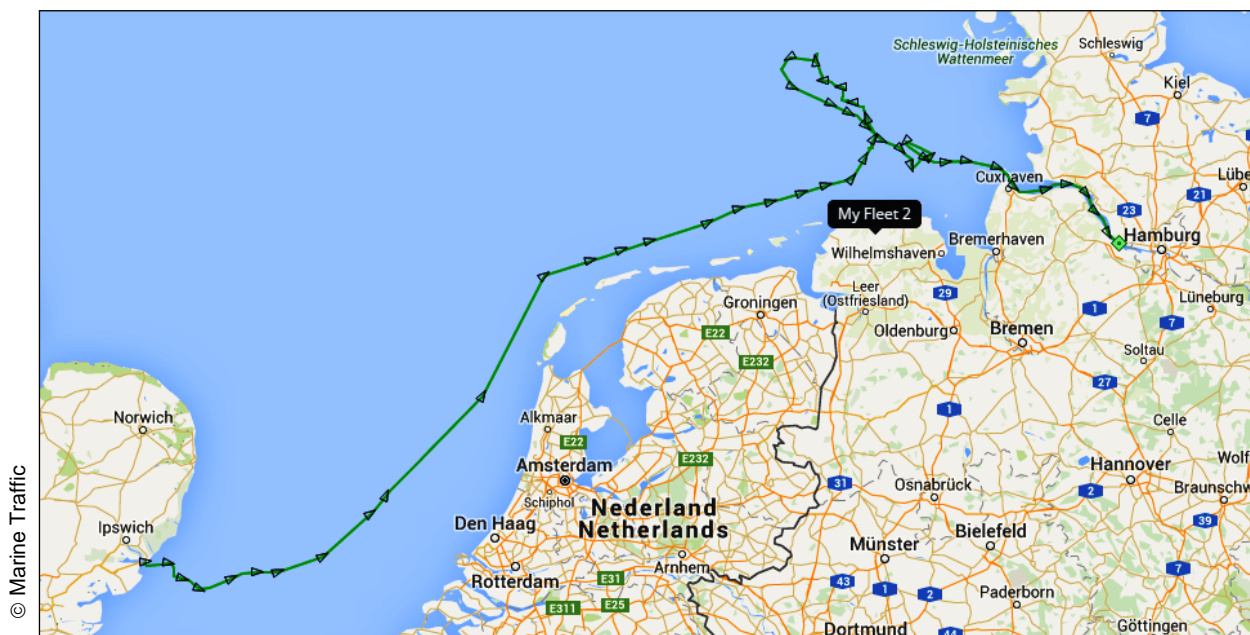 Schleswig-Holsteinisches
Wattenmeer
Schleswig
Kiel
7
Cuxhaven
Lübe
21
23
My Fleet 2
Hamburg
Bremerhaven
Wilhelmshaven
Leer
(Ostfriesland)
29
Lüneburg
1
7
Groningen
E22
Oldenburg
Bremen
Soltau
E232
27
Norwich
Alkmaar
1
Celle
E22
E232
Wolf
Amsterdam
Schiphol
31
Osnabrück
Hannover
2
Braunschw
Nederland
Netherlands
39
Ipswich
Den Haag
Münster
Bielefeld
Rotterdam
Arnhem
7
E31
43
1
2
Paderborn
E311
E25
Göttingen
Dortmund
44
© Marine Traffic